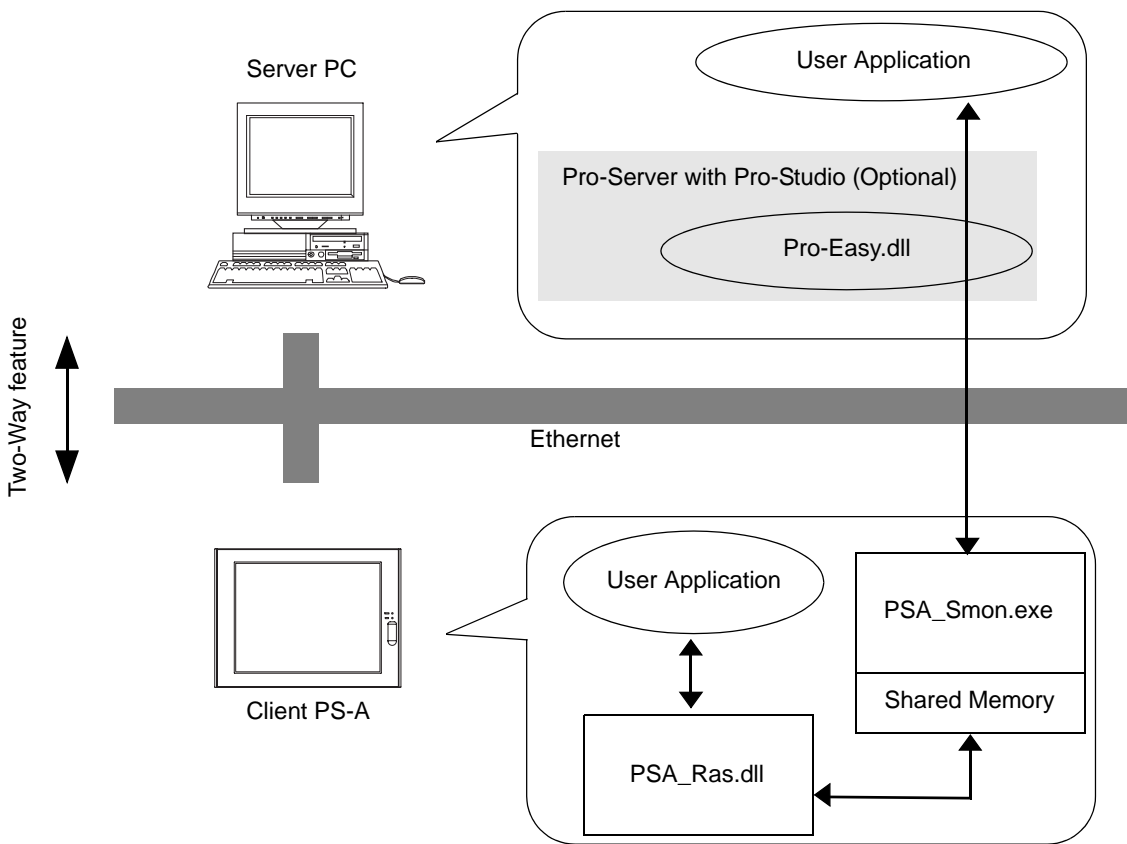 Server PC
User Application
Pro-Server with Pro-Studio (Optional)
Pro-Easy.dll
Two-Way feature
Ethernet
Client PS-A
User Application
PSA_Smon.exe
Shared Memory
PSA_Ras.dll